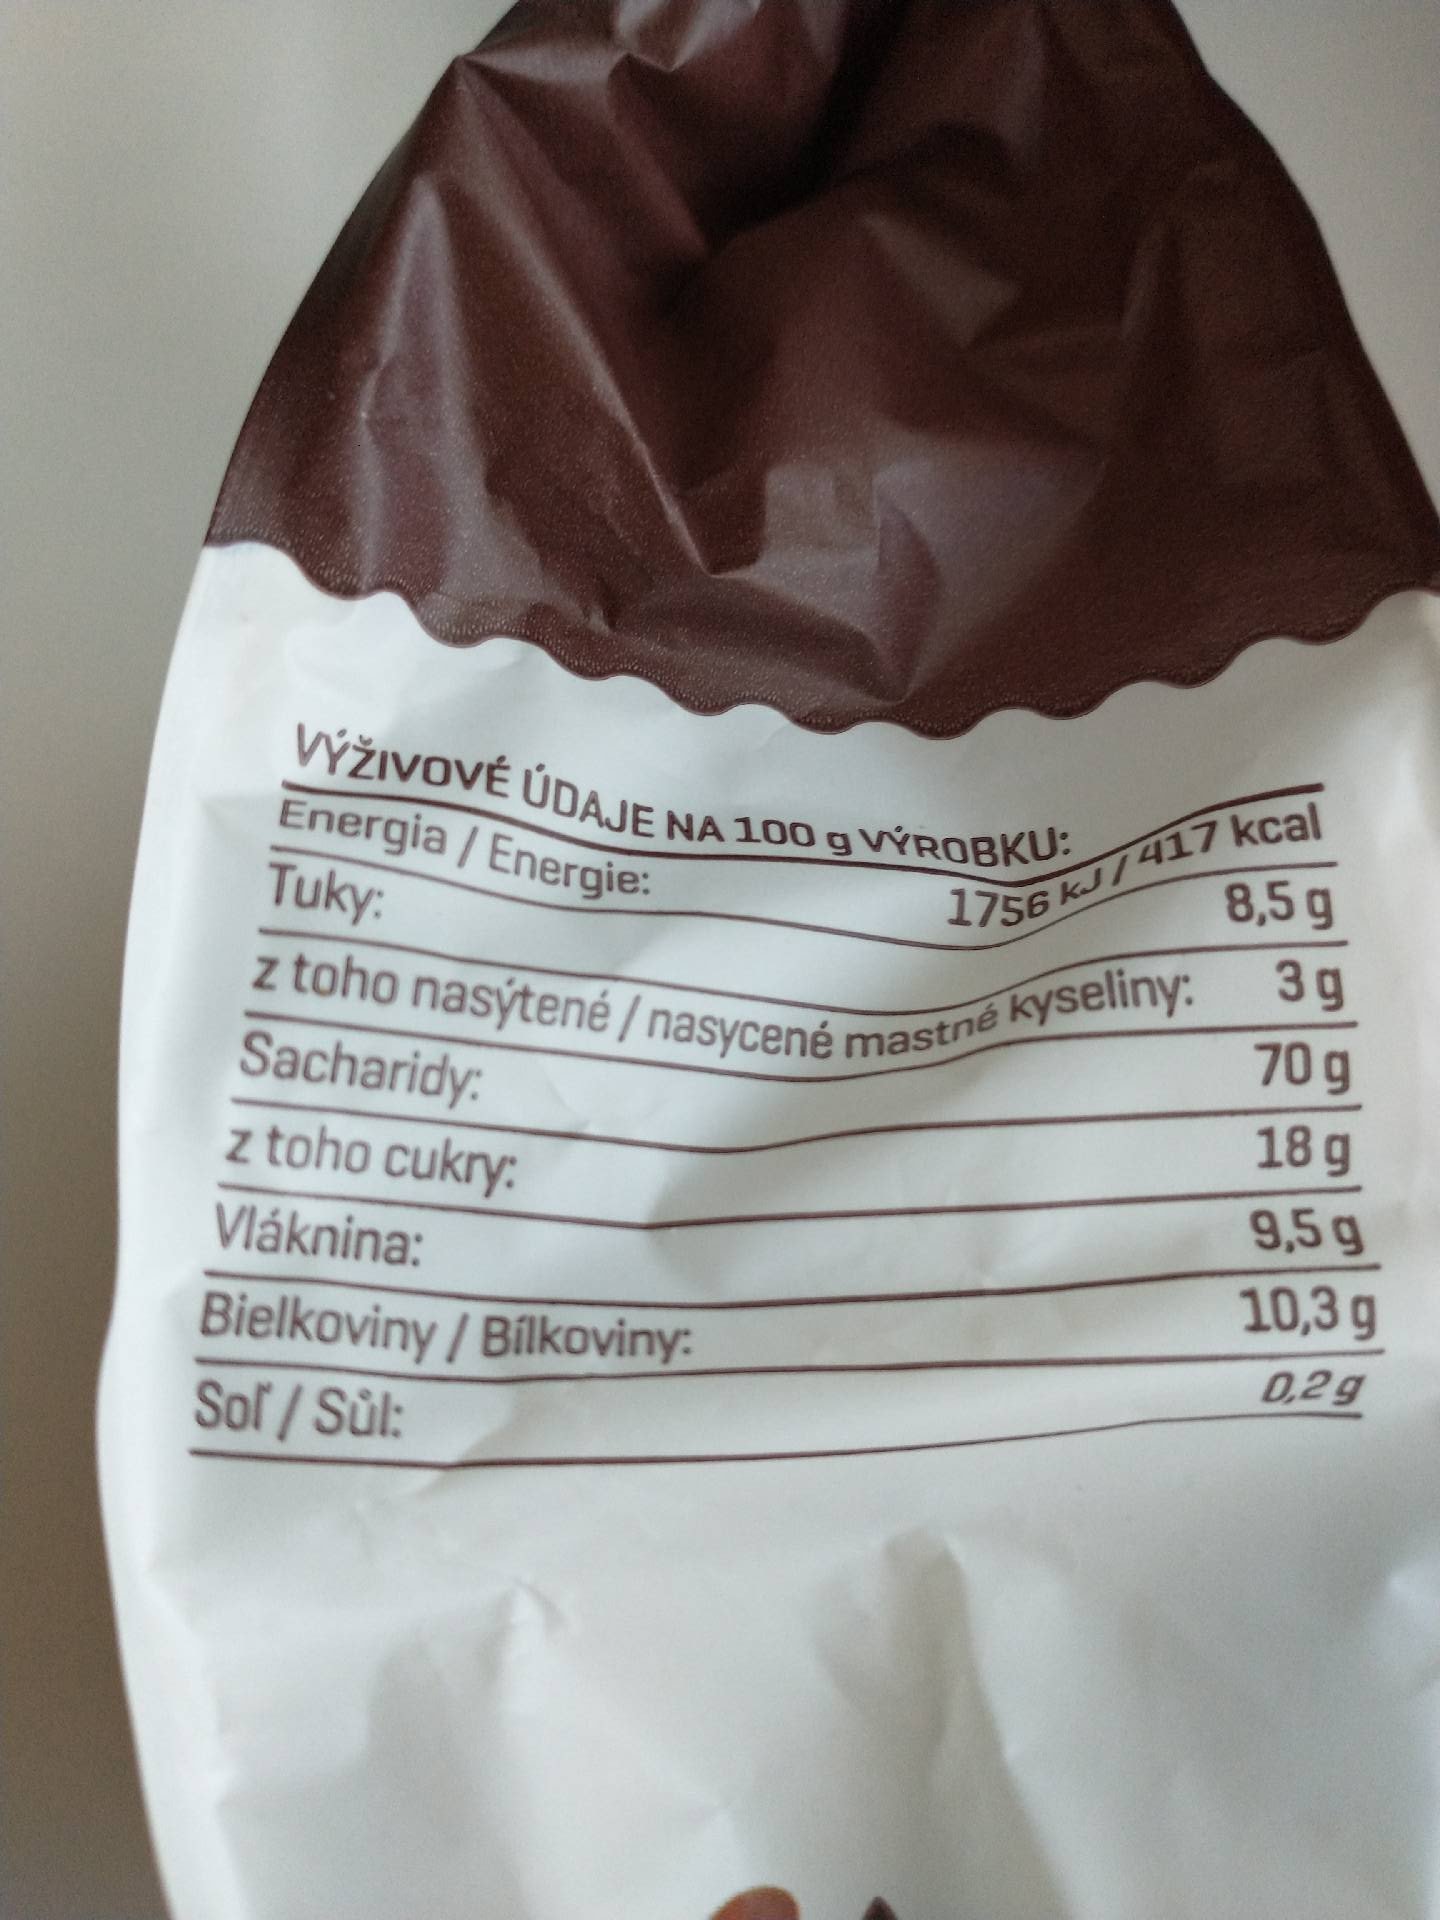 VÝŽIVOVÉ ÚDAJE NA 100 g VÝROBKU:
Energia / Energie: 1756 kJ / 417 kcal
Tuky: 8,5 g
z toho nasýtené / nasycené mastné kyseliny: 3 g
Sacharidy: 70 g
z toho cukry: 18 g
Vláknina: 9,5 g
Bielkoviny / Bílkoviny: 10,3 g
Soľ / Sůl: 0,2 g